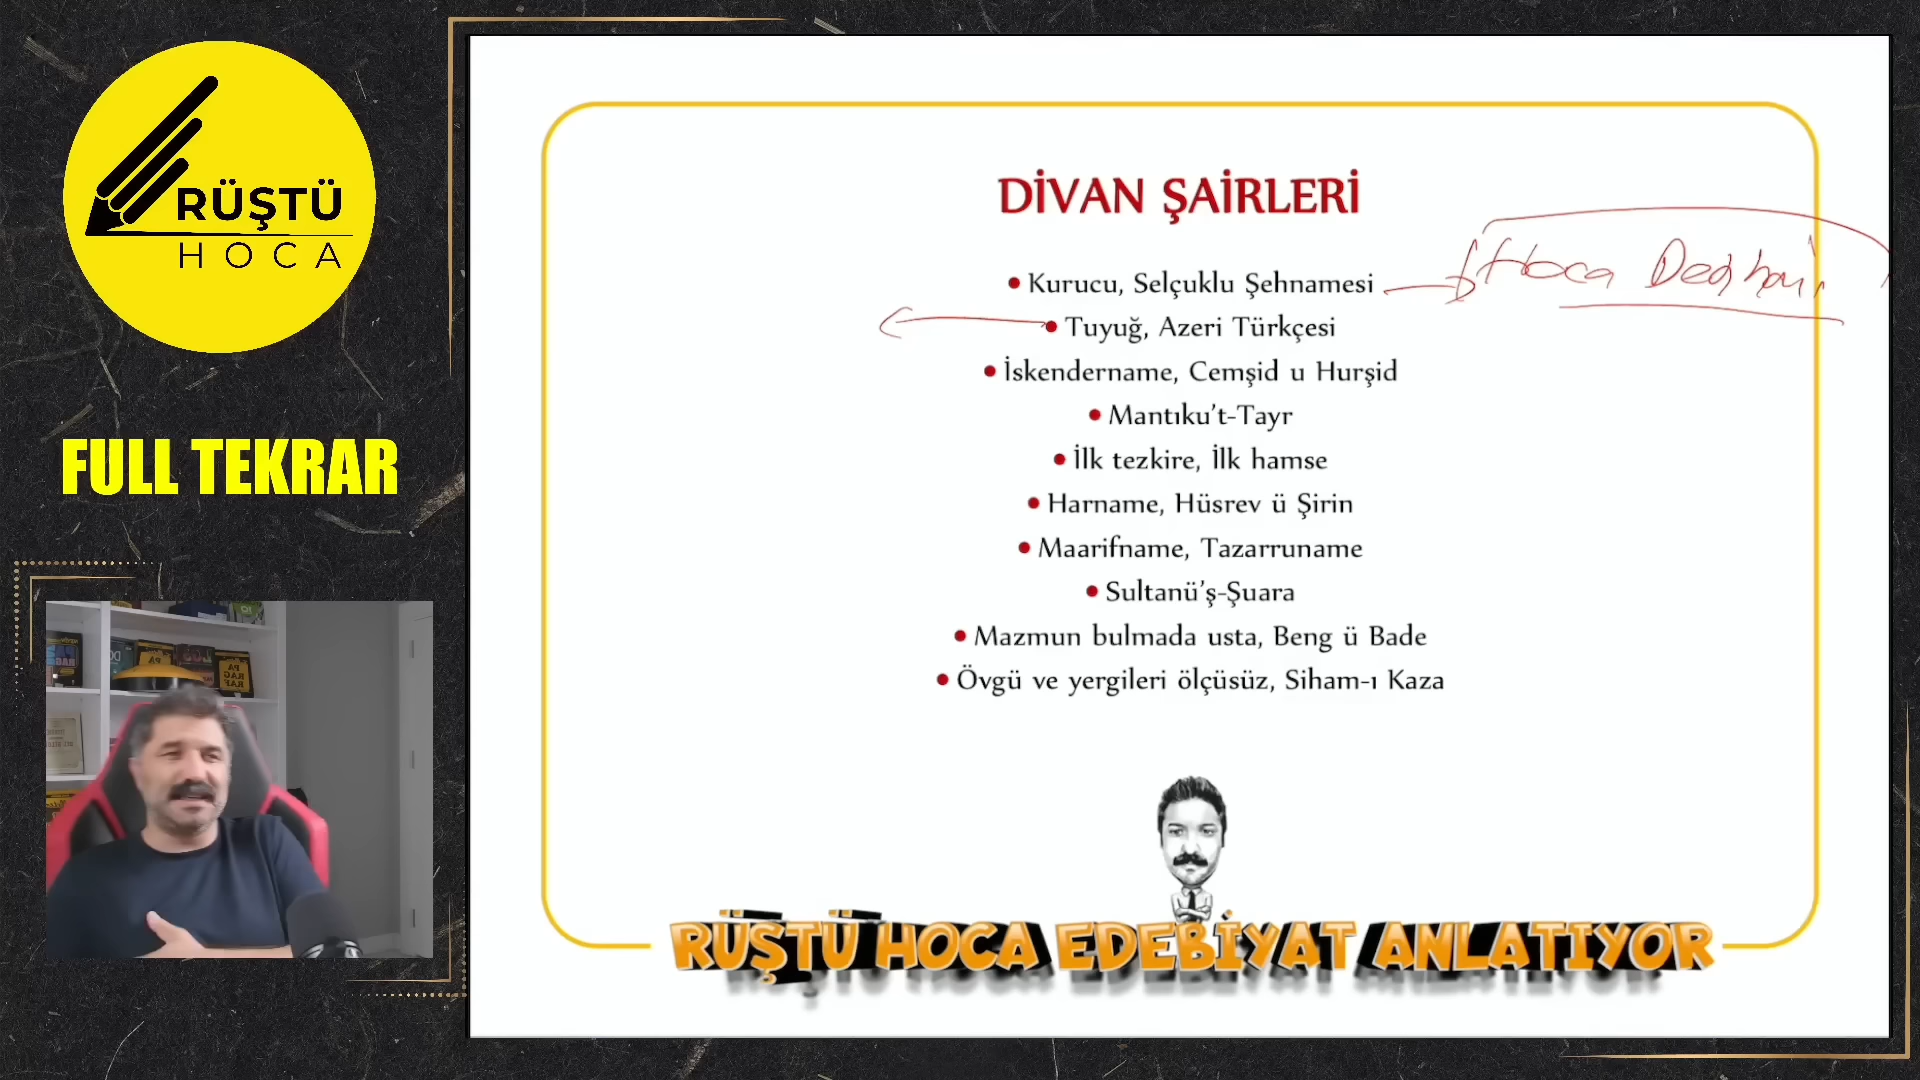 RÜŞTÜ
HOCA
FULL TEKRAR
DİVAN ŞAİRLERİ
• Kurucu, Selçuklu Şehnamesi
Hoca Dehhani
• Tuyuğ, Azeri Türkçesi
• İskendername, Cemşid u Hurşid
• Mantıku’t-Tayr
• İlk tezkire, İlk hamse
• Harname, Hüsrev ü Şirin
• Maarifname, Tazarruname
• Sultanü’ş-Şuara
• Mazmun bulmada usta, Beng ü Bade
• Övgü ve yergileri ölçüsüz, Siham-ı Kaza
RÜŞTÜ HOCA EDEBİYAT ANLATIYOR